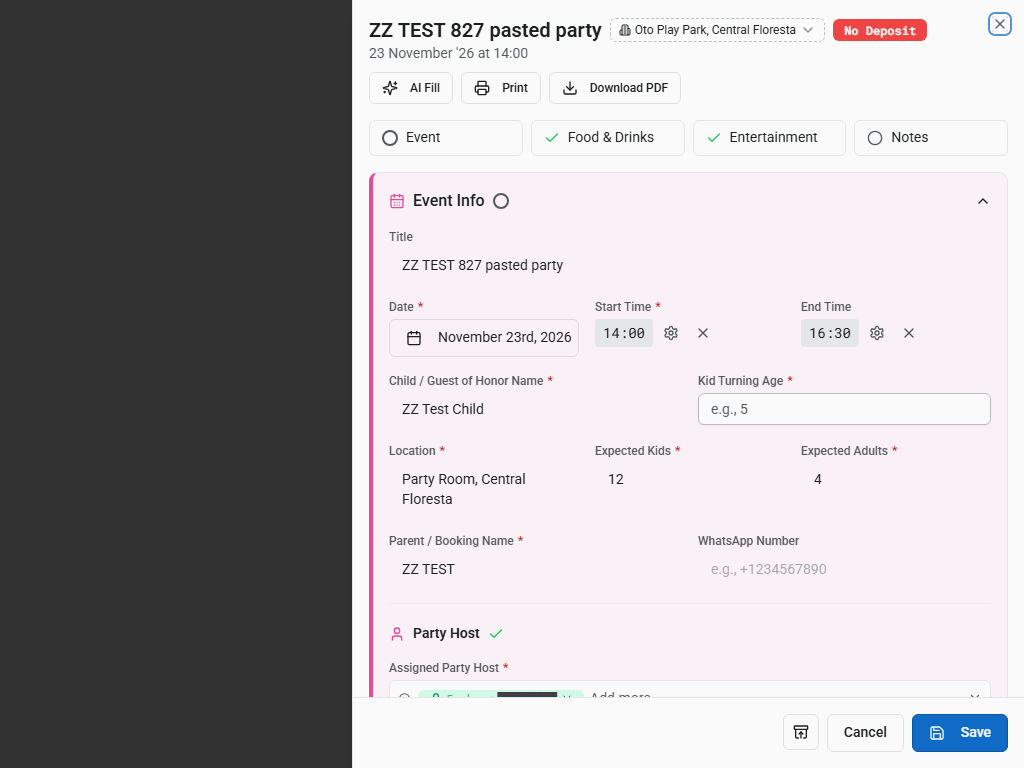 ZZ TEST 827 pasted party
Oto Play Park, Central Floresta
No Deposit
23 November '26 at 14:00
AI Fill
Print
Download PDF
Event
Food & Drinks
Entertainment
Notes
Event Info
Title
ZZ TEST 827 pasted party
Date *
Start Time *
End Time
November 23rd, 2026
14:00
16:30
Child / Guest of Honor Name *
Kid Turning Age *
ZZ Test Child
e.g., 5
Location *
Expected Kids *
Expected Adults *
Party Room, Central
Floresta
12
4
Parent / Booking Name *
WhatsApp Number
ZZ TEST
e.g., +1234567890
Party Host
Assigned Party Host *
Add more
Cancel
Save